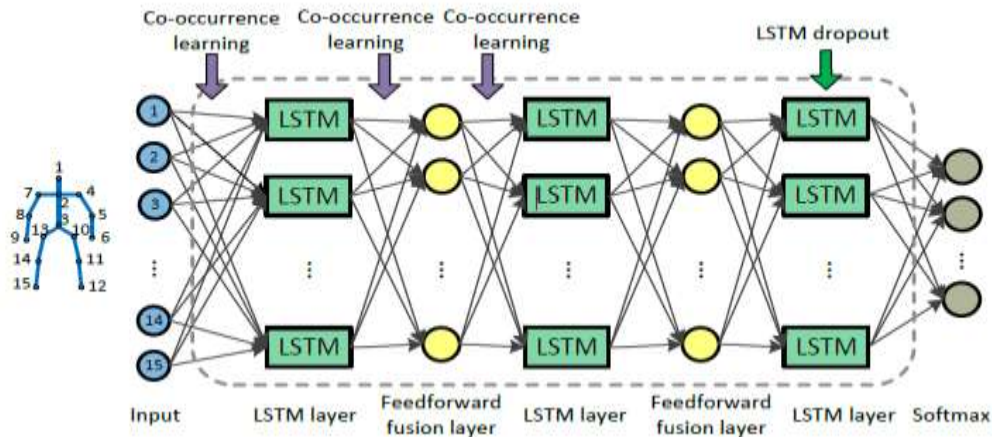 Co-occurrence
learning
Co-occurrence
learning
Co-occurrence
learning
LSTM dropout
1
2
3
14
15
1
7
4
2
8
5
3
9
13
10
6
14
11
15
12
LSTM
LSTM
LSTM
LSTM
LSTM
LSTM
LSTM
LSTM
LSTM
Input
LSTM layer
Feedforward
fusion layer
LSTM layer
Feedforward
fusion layer
LSTM layer
Softmax